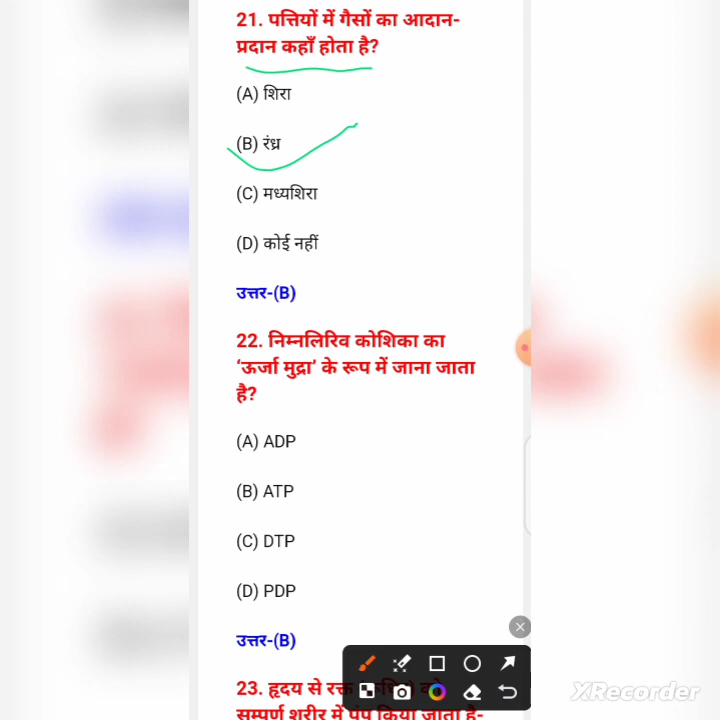 21. पत्तियों में गैसों का आदान-
प्रदान कहाँ होता है?
(A) शिरा
(B) रंध्र
(C) मध्यशिरा
(D) कोई नहीं
उत्तर-(B)
22. निम्नलिरिव कोशिका का
‘ऊर्जा मुद्रा’ के रूप में जाना जाता
है?
(A) ADP
(B) ATP
(C) DTP
(D) PDP
उत्तर-(B)
23. हृदय से रक्त
सम्पूर्ण शरीर में पंप किया जाता है-
XRecorder